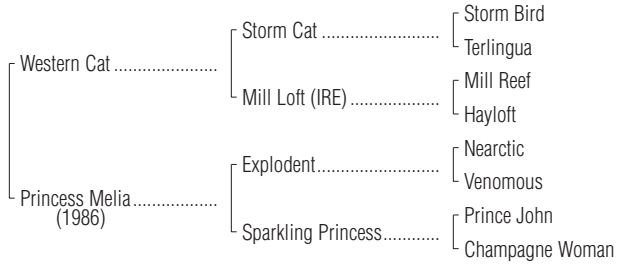 Storm Bird
Storm Cat ........................
Terlingua
Western Cat .....................
Mill Reef
Mill Loft (IRE) ..................
Hayloft
Nearctic
Explodent.........................
Venomous
Princess Melia.................
(1986)
Prince John
Sparkling Princess............
Champagne Woman